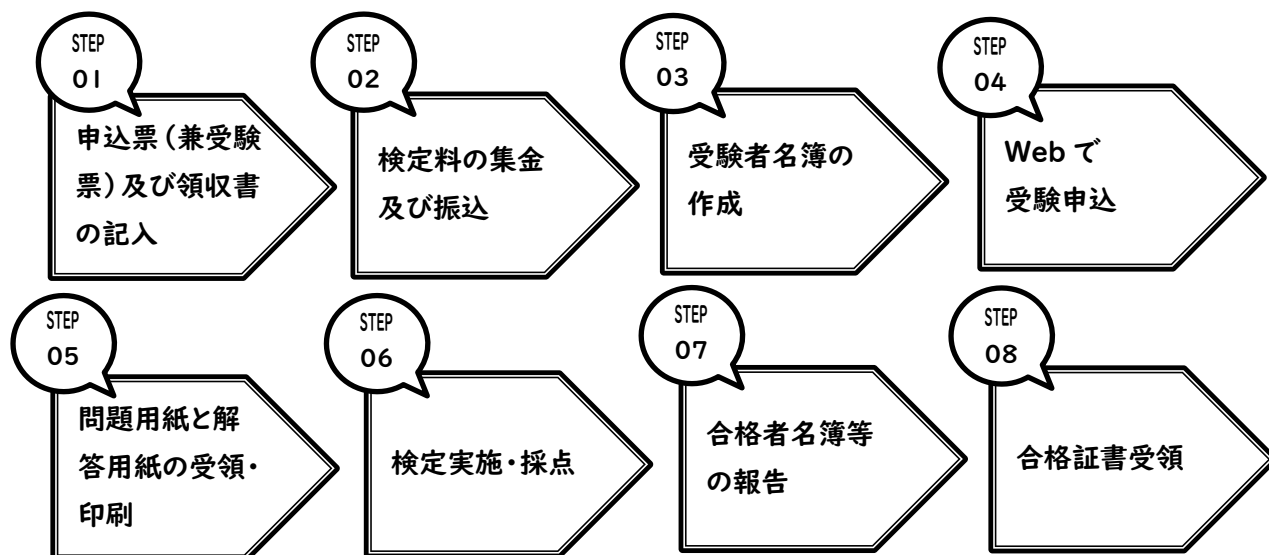 STEP
01
申込票(兼受験
票)及び領収書
の記入
STEP
02
検定料の集金
及び振込
STEP
03
受験者名簿の
作成
STEP
04
Web で
受験申込
STEP
05
問題用紙と解
答用紙の受領・
印刷
STEP
06
検定実施・採点
STEP
07
合格者名簿等
の報告
STEP
08
合格証書受領